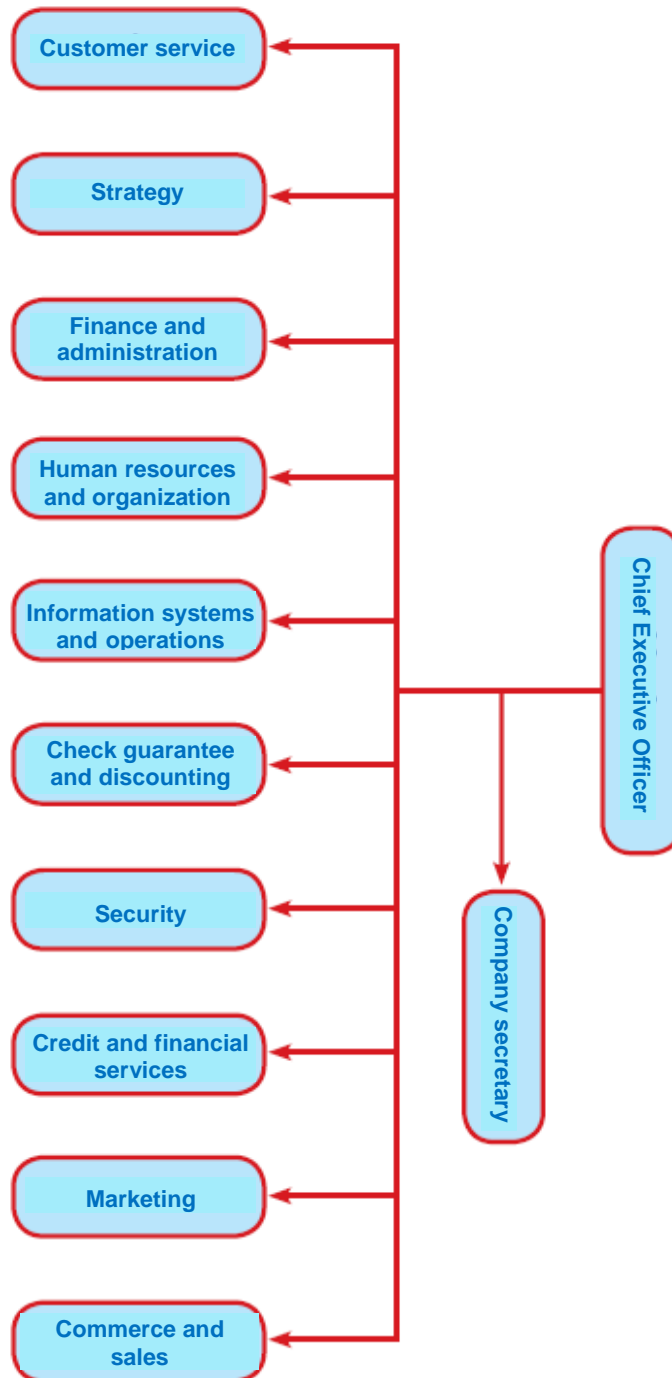 Customer service
Strategy
Finance and
administration
Human resources
and organization
Information systems
and operations
Check guarantee
and discounting
Security
Credit and financial
services
Marketing
Commerce and
sales
Chief Executive Officer
Company secretary